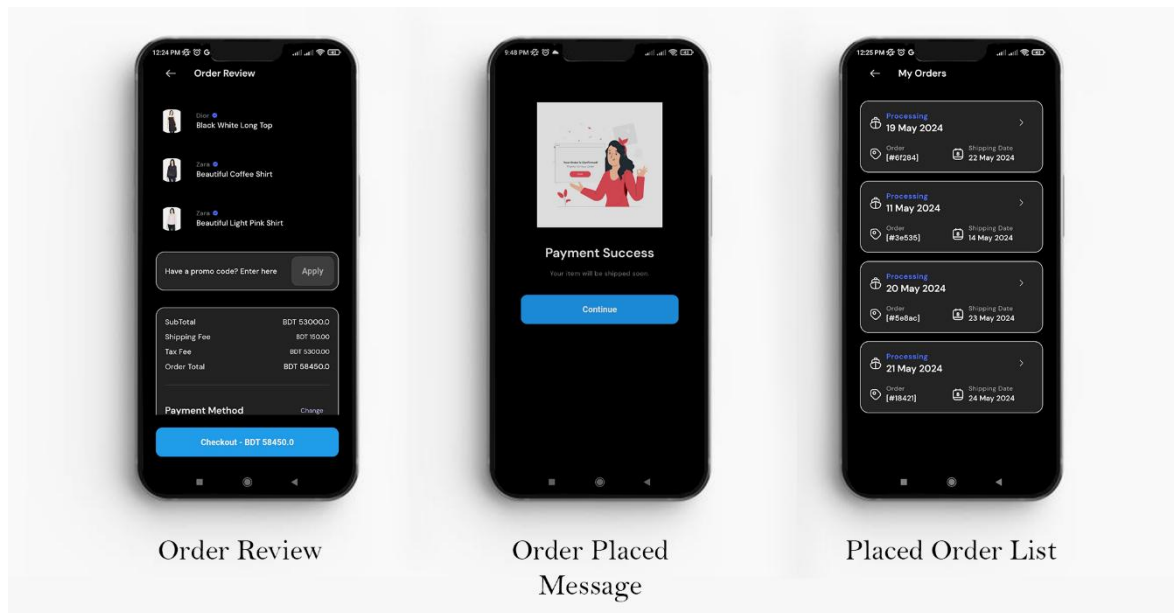 12:24 PM
Order Review
Dior
Black White Long Top
Zara
Beautiful Coffee Shirt
Zara
Beautiful Light Pink Shirt
Have a promo code? Enter here Apply
SubTotal BDT 53000.0
Shipping Fee BDT 150.00
Tax Fee BDT 5300.00
Order Total BDT 58450.0
Payment Method Change
Checkout - BDT 58450.0
Order Review
9:48 PM
Payment Success
Your item will be shipped soon.
Continue
Order Placed
Message
12:25 PM
My Orders
Processing
19 May 2024
Order Shipping Date
[#6f284] 22 May 2024
Processing
11 May 2024
Order Shipping Date
[#3e535] 14 May 2024
Processing
20 May 2024
Order Shipping Date
[#5e8ac] 23 May 2024
Processing
21 May 2024
Order Shipping Date
[#18421] 24 May 2024
Placed Order List